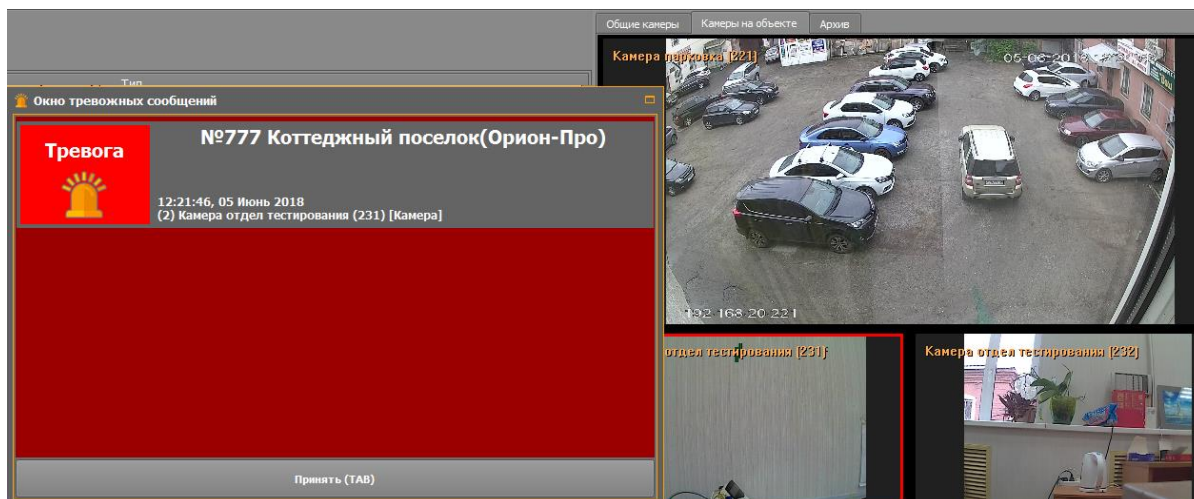 Общие камеры
Камеры на объекте
Архив
Тип
Камера парковка [221]
Окно тревожных сообщений
Тревога
№777 Коттеджный поселок(Орион-Про)
12:21:46, 05 Июнь 2018
(2) Камера отдел тестирования (231) [Камера]
192-168-20-221
отдел тестирования [231]
Камера отдел тестирования [232]
Принять (TAB)